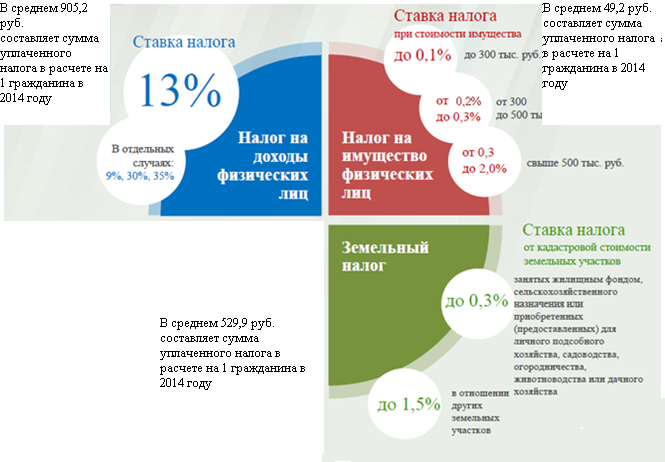 В среднем 905,2
руб.
составляет сумма
уплаченного
налога в расчете на
1 гражданина в
2014 году
Ставка налога
13%
В отдельных
случаях:
9%, 30%, 35%
Налог на
доходы
физических
лиц
Ставка налога
при стоимости имущества
до 0,1%
до 300 тыс. руб.
от 0,2%
до 0,3%
от 300
до 500 ты
от 0,3
до 2,0%
свыше 500 тыс. руб.
Налог на
имущество
физических
лиц
В среднем 49,2 руб.
составляет сумма
уплаченного налога
в расчете на 1
гражданина в 2014
году
Земельный
налог
Ставка налога
от кадастровой стоимости
земельных участков
до 0,3%
занятых жилищным фондом,
сельскохозяйственного
назначения или
приобретенных
(предоставленных) для
личного подсобного
хозяйства, садоводства,
огородничества,
животноводства или дачного
хозяйства
до 1,5%
в отношении
других
земельных
участков
В среднем 529,9 руб.
составляет сумма
уплаченного налога в
расчете на 1 гражданина в
2014 году